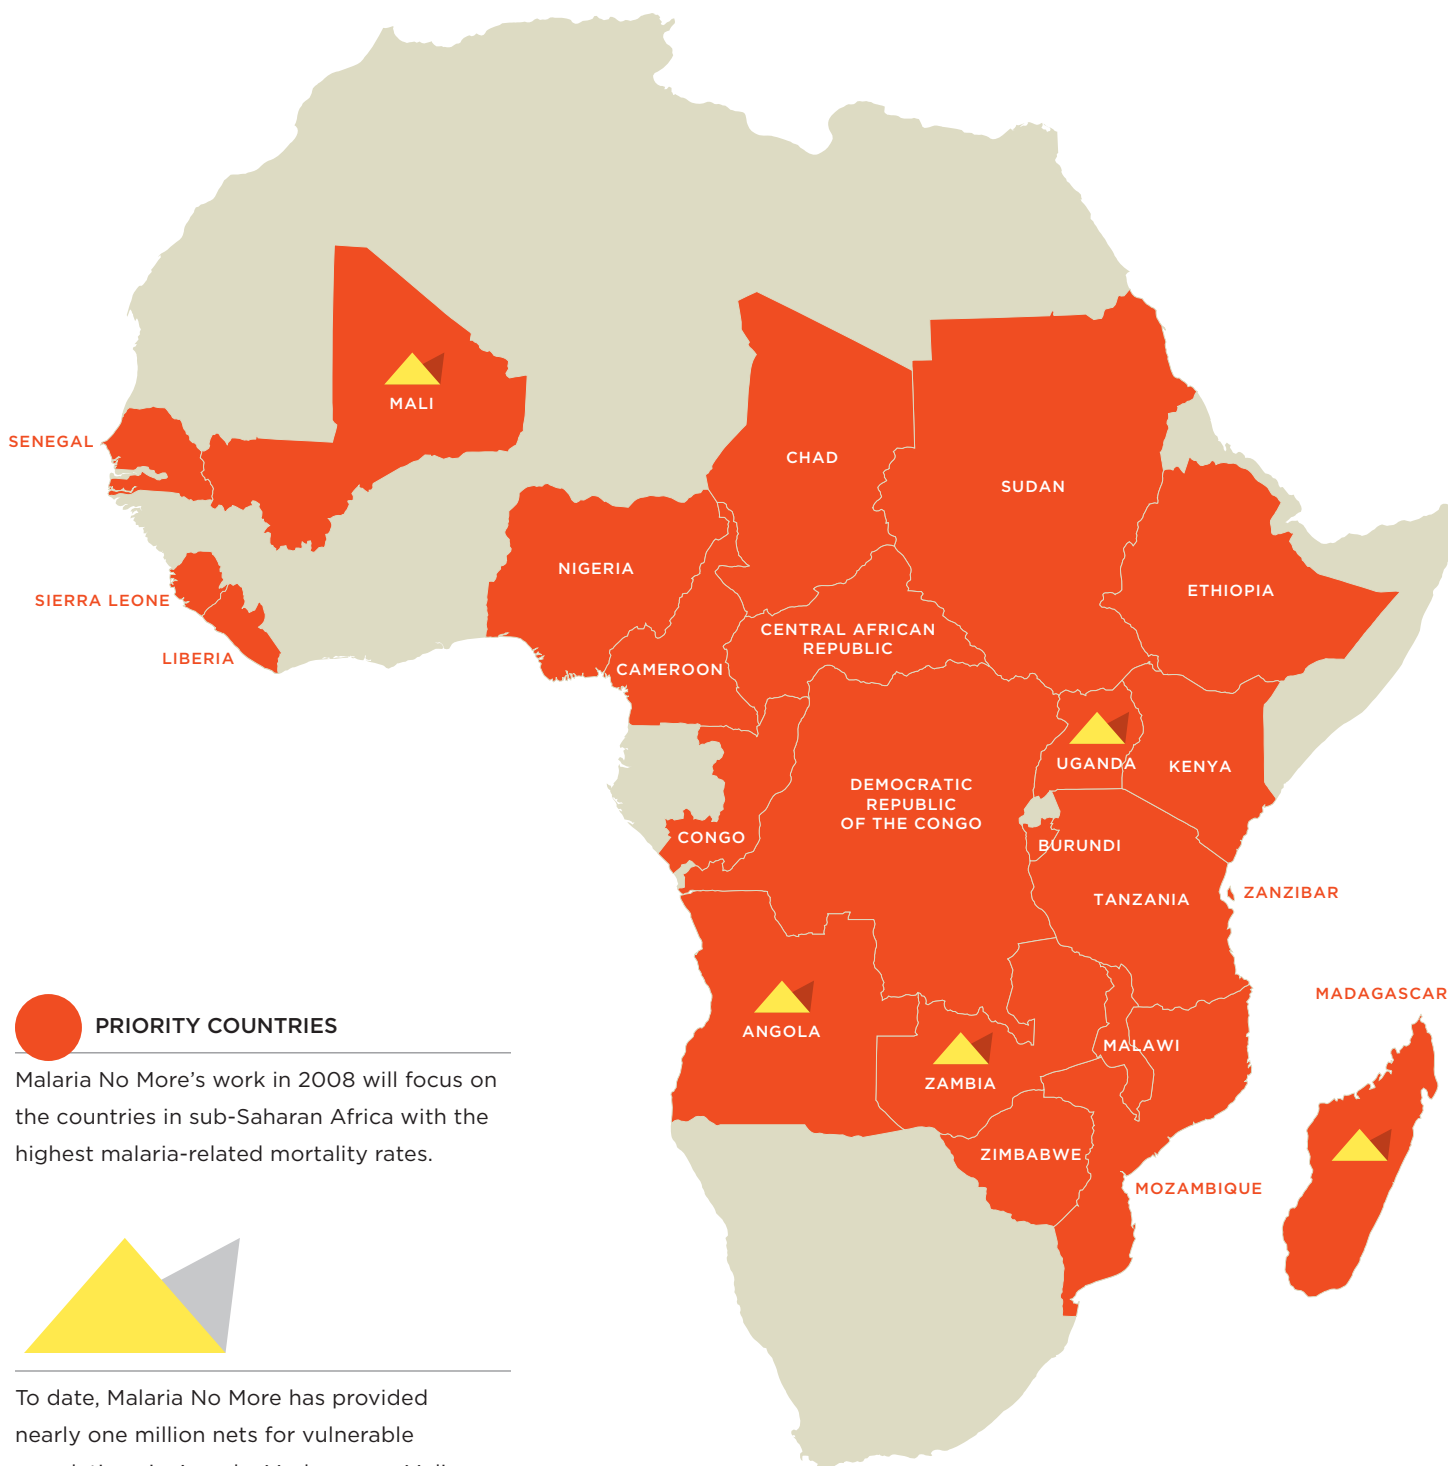 MALI
SENEGAL
CHAD
SUDAN
NIGERIA
ETHIOPIA
SIERRA LEONE
CENTRAL AFRICAN
REPUBLIC
LIBERIA
CAMEROON
UGANDA
KENYA
DEMOCRATIC
REPUBLIC
OF THE CONGO
CONGO
BURUNDI
TANZANIA
ZANZIBAR
MADAGASCAR
ANGOLA
MALAWI
ZAMBIA
ZIMBABWE
MOZAMBIQUE
PRIORITY COUNTRIES
Malaria No More’s work in 2008 will focus on
the countries in sub-Saharan Africa with the
highest malaria-related mortality rates.
To date, Malaria No More has provided
nearly one million nets for vulnerable